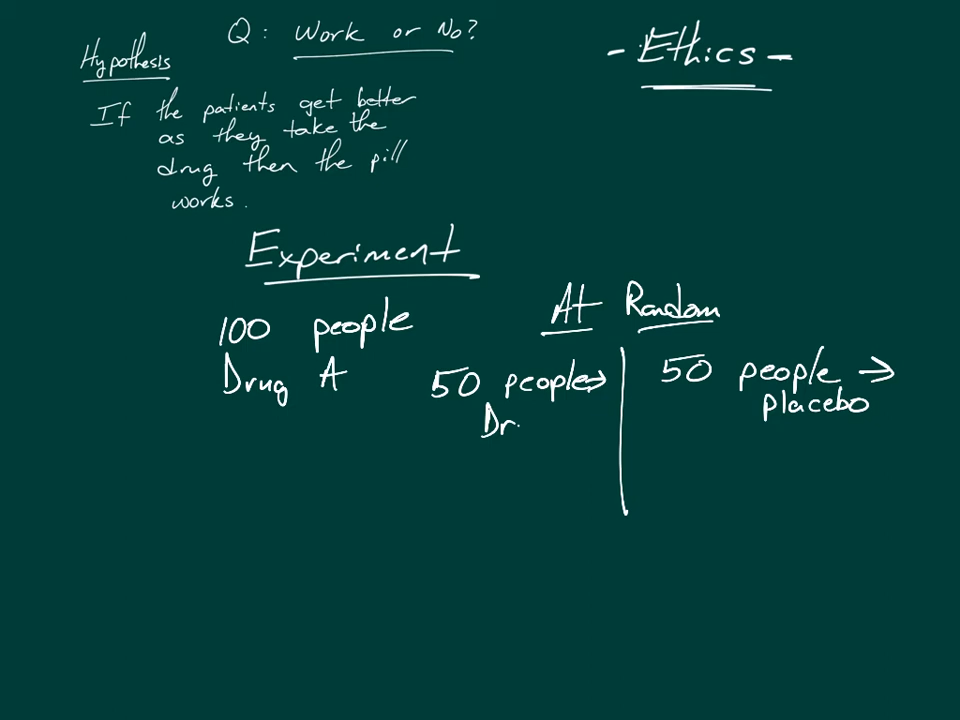 Q: Work or No?
- Ethics -
Hypothesis
If the patients get better
as they take the
drug then the pill
works.
Experiment
100 people
Drug A
At Random
50 people→
Dr
50 people →
placebo